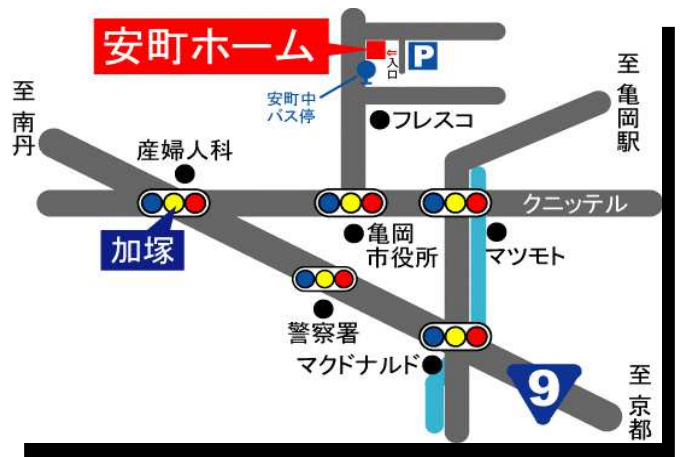 安町ホーム
入口
P
安町中
バス停
フレスコ
至亀岡駅
至南丹
産婦人科
クニッテル
加塚
亀岡
市役所
マツモト
警察署
マクドナルド
9
至京都